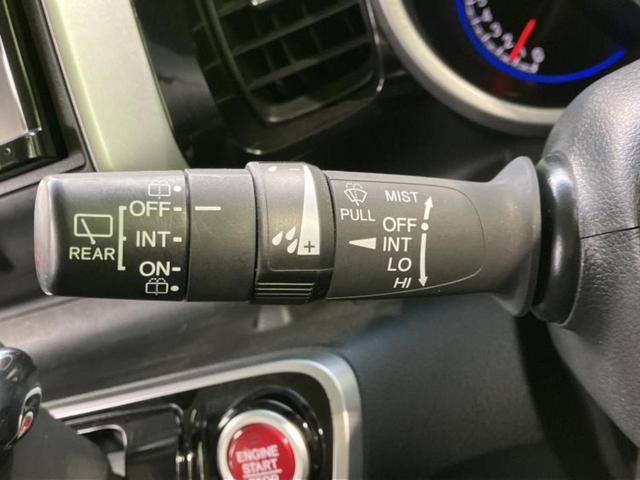 OFF
INT
REAR
ON
PULL
MIST
OFF
INT
LO
HI
ENGINE
START